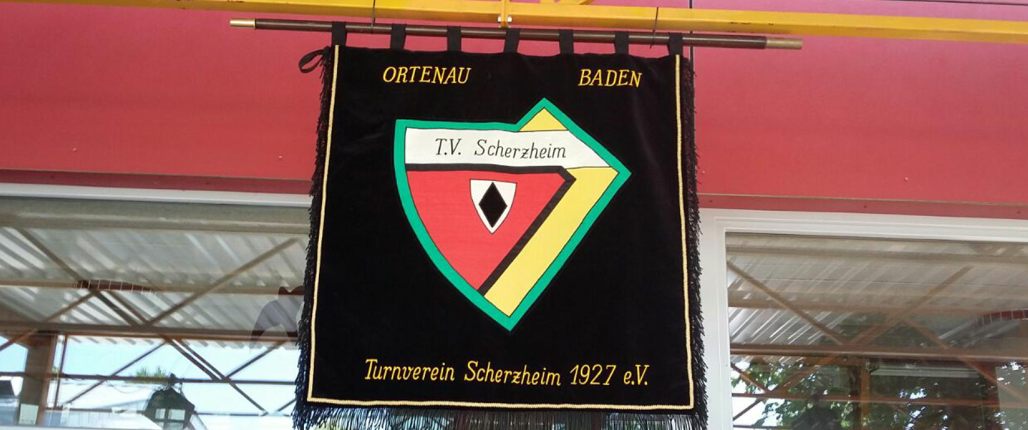 ORTENAU BADEN
T.V. Scherzheim
Turnverein Scherzheim 1927 e.V.